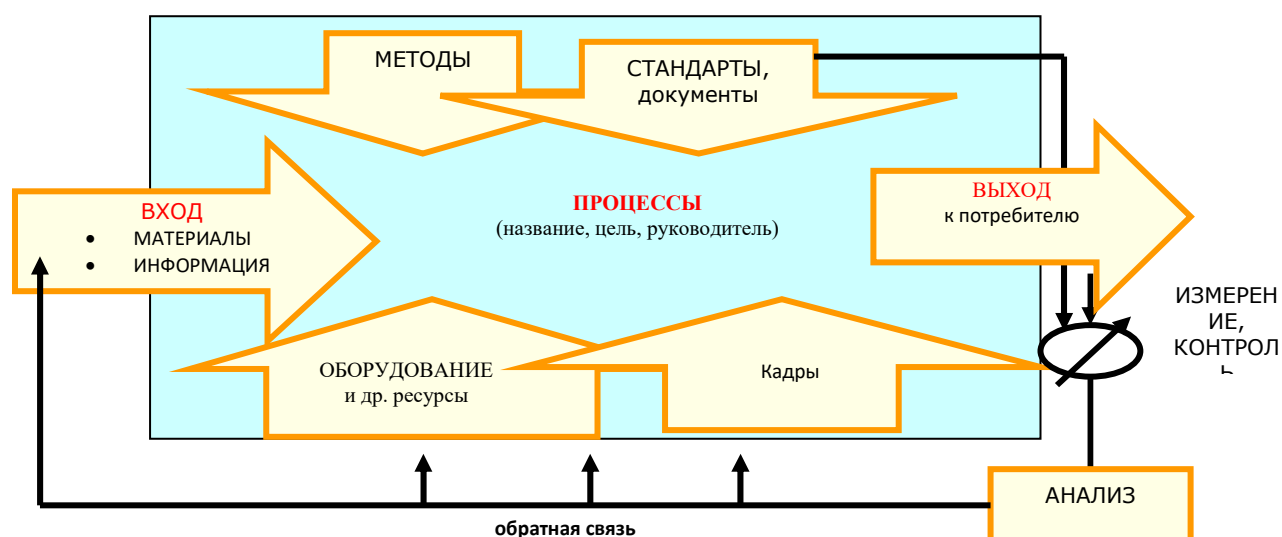 МЕТОДЫ
СТАНДАРТЫ,
документы
ВХОД
• МАТЕРИАЛЫ
• ИНФОРМАЦИЯ
ПРОЦЕССЫ
(название, цель, руководитель)
ВЫХОД
к потребителю
ИЗМЕРЕН
ИЕ,
КОНТРОЛ
Ь
ОБОРУДОВАНИЕ
и др. ресурсы
Кадры
АНАЛИЗ
обратная связь